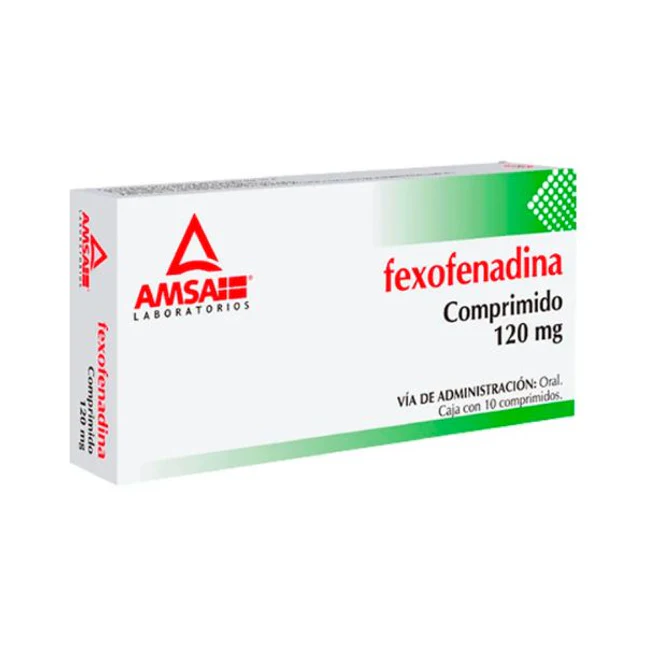 AMSA
LABORATORIOS
fexofenadina
Comprimido
120 mg
VÍA DE ADMINISTRACIÓN: Oral.
Caja con 10 comprimidos.
AMSA
LABORATORIOS
fexofenadina
Comprimido
120 mg